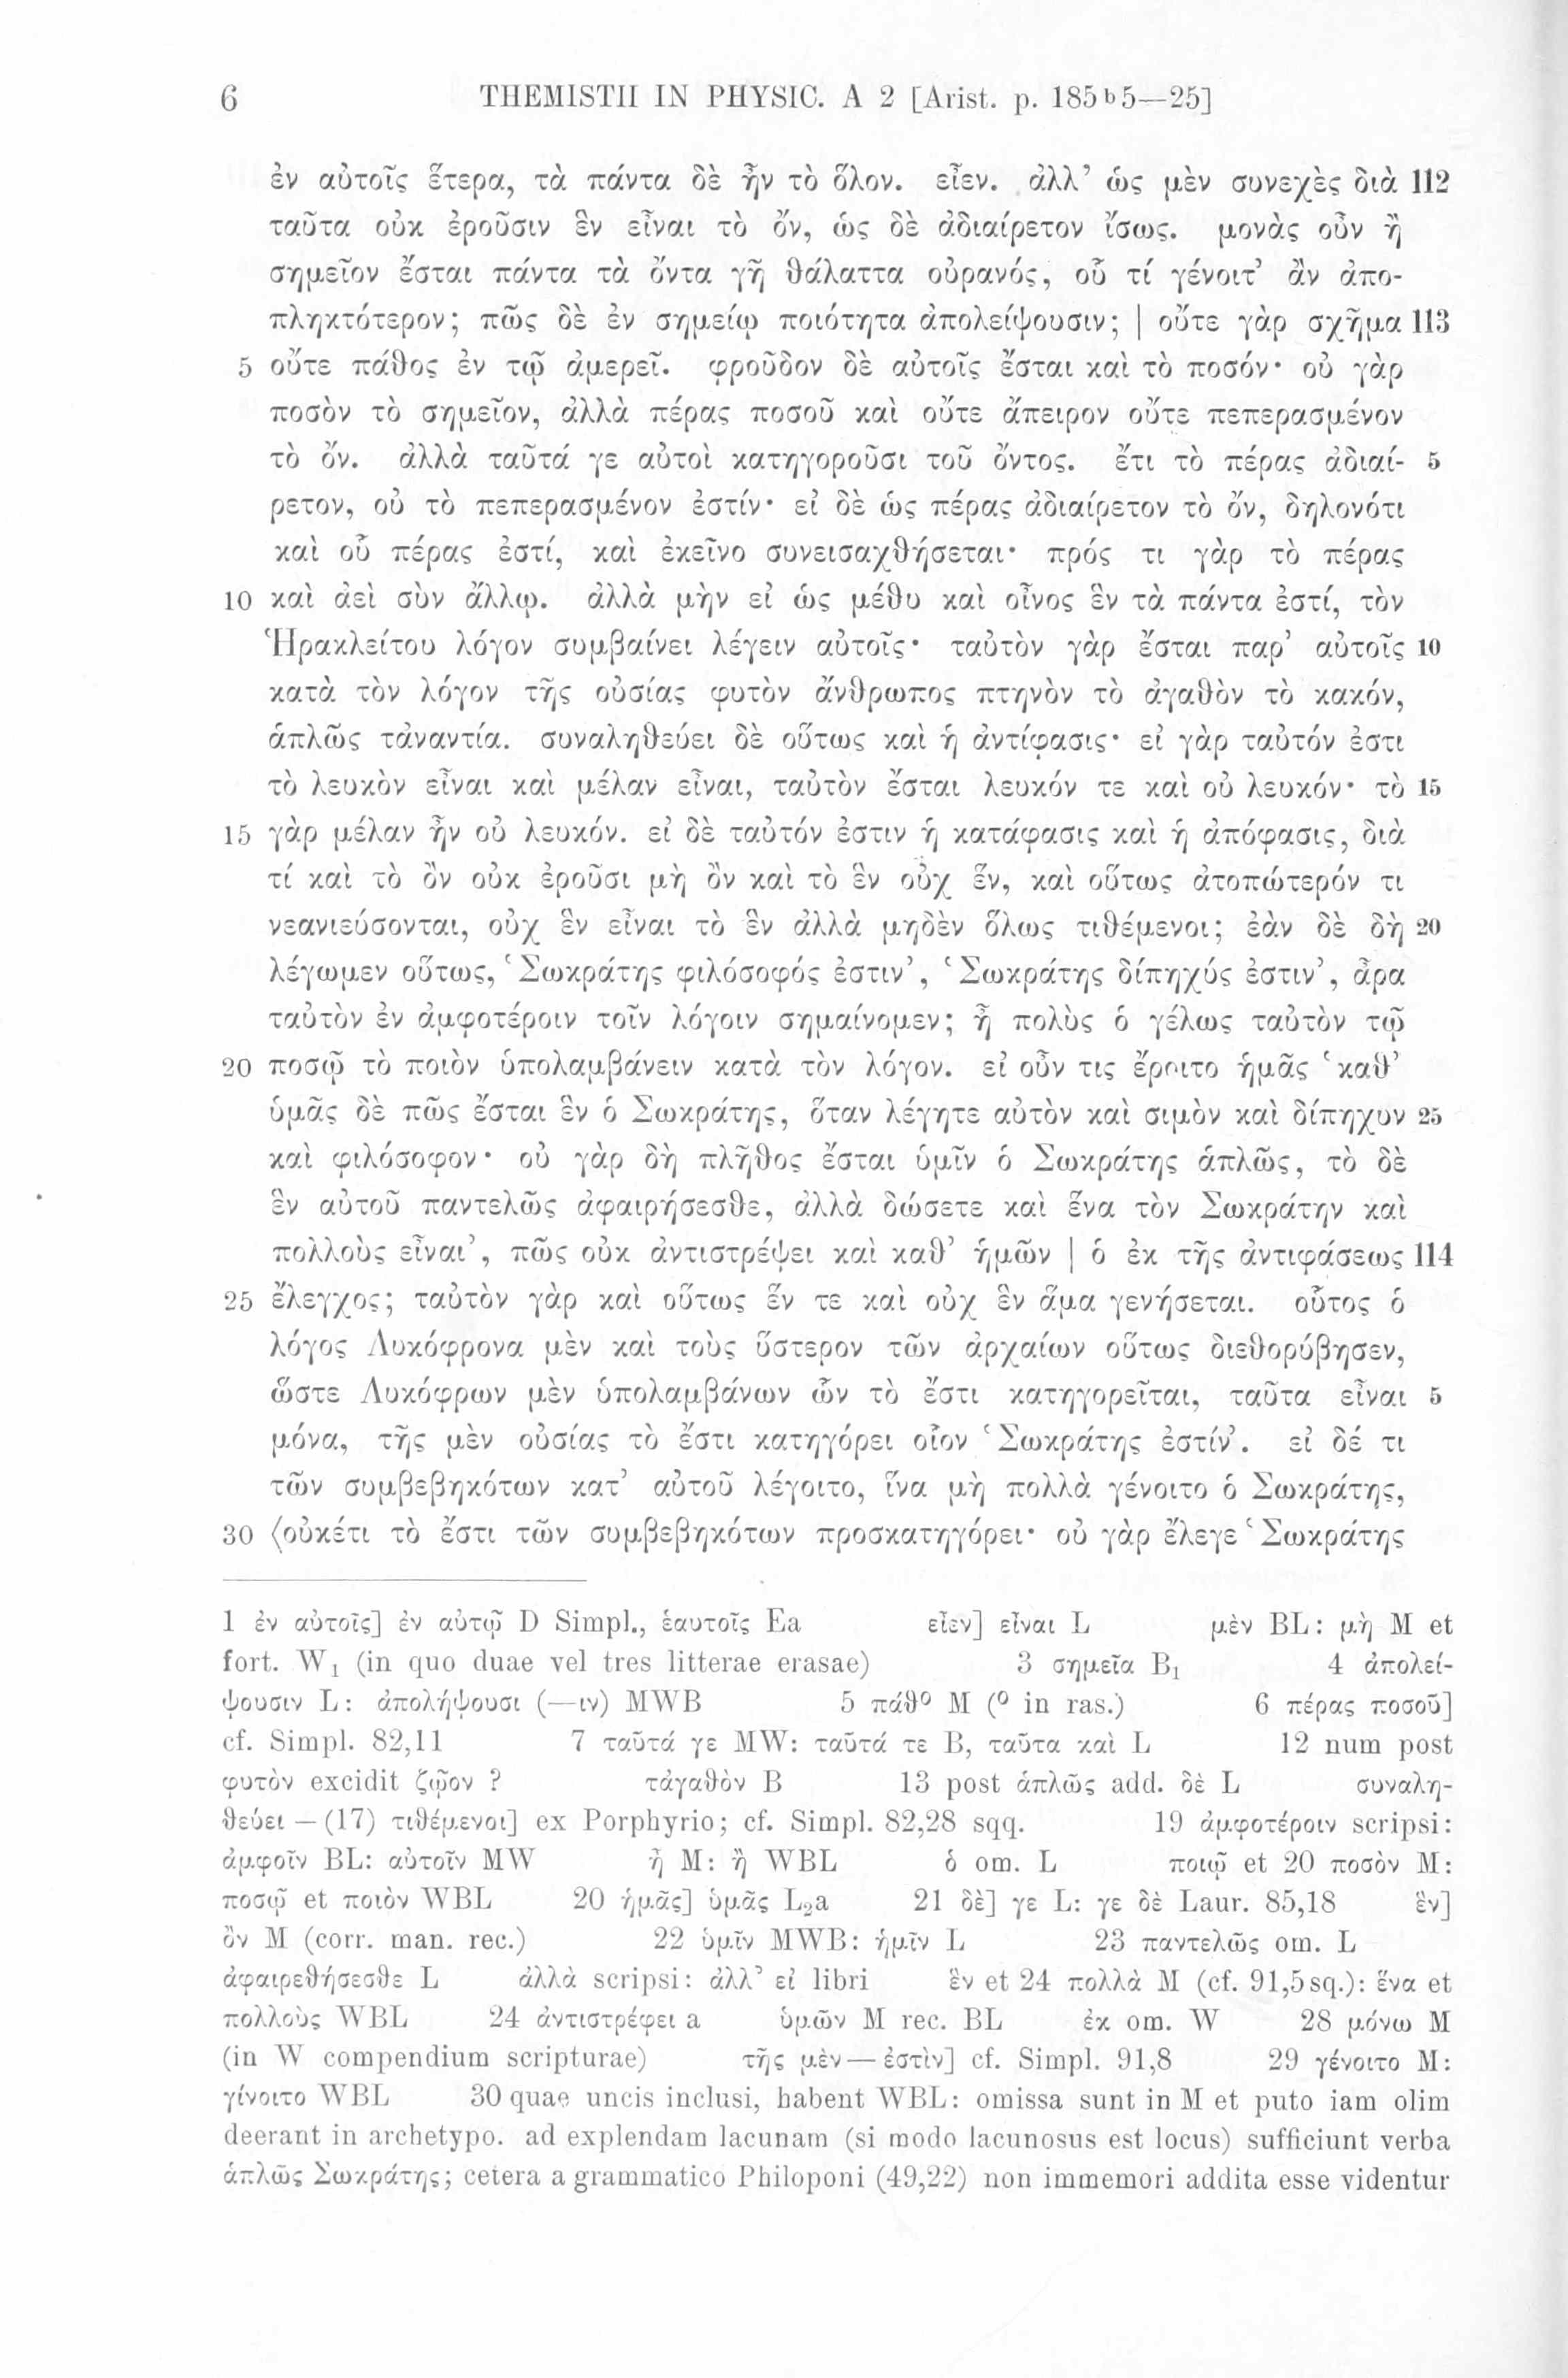 6 THEMISTII IN PHYSIC. A 2 [Arist. p. 185ᵇ5—25]
ἐν αὐτοῖς ἕτερα, τὰ πάντα δὲ ἦν τὸ ὅλον. εἶεν. ἀλλ’ ὡς μὲν συνεχὲς διὰ 112
ταῦτα οὐκ ἐροῦσιν ἓν εἶναι τὸ ὄν, ὡς δὲ ἀδιαίρετον ἴσως. μονὰς οὖν ἢ
σημεῖον ἔσται πάντα τὰ ὄντα γῆ θάλαττα οὐρανός, οὗ τί γένοιτ’ ἂν ἀπο-
πληκτότερον; πῶς δὲ ἐν σημείῳ ποιότητα ἀπολείψουσιν; | οὔτε γὰρ σχῆμα 113
5 οὔτε πάθος ἐν τῷ ἀμερεῖ. φροῦδον δὲ αὐτοῖς ἔσται καὶ τὸ ποσόν· οὐ γὰρ
ποσὸν τὸ σημεῖον, ἀλλὰ πέρας ποσοῦ καὶ οὔτε ἄπειρον οὔτε πεπερασμένον
τὸ ὄν. ἀλλὰ ταῦτά γε αὐτοὶ κατηγοροῦσι τοῦ ὄντος. ἔτι τὸ πέρας ἀδιαί- 5
ρετον, οὐ τὸ πεπερασμένον ἐστίν· εἰ δὲ ὡς πέρας ἀδιαίρετον τὸ ὄν, δηλονότι
καὶ οὗ πέρας ἐστί, καὶ ἐκεῖνο συνεισαχθήσεται· πρός τι γὰρ τὸ πέρας
10 καὶ ἀεὶ σὺν ἄλλῳ. ἀλλὰ μὴν εἰ ὡς μέθυ καὶ οἶνος ἓν τὰ πάντα ἐστί, τὸν
Ἡρακλείτου λόγον συμβαίνει λέγειν αὐτοῖς· ταὐτὸν γὰρ ἔσται παρ’ αὐτοῖς 10
κατὰ τὸν λόγον τῆς οὐσίας φυτὸν ἄνθρωπος πτηνὸν τὸ ἀγαθὸν τὸ κακόν,
ἁπλῶς τἀναντία. συναληθεύει δὲ οὕτως καὶ ἡ ἀντίφασις· εἰ γὰρ ταὐτόν ἐστι
τὸ λευκὸν εἶναι καὶ μέλαν εἶναι, ταὐτὸν ἔσται λευκόν τε καὶ οὐ λευκόν· τὸ 15
15 γὰρ μέλαν ἦν οὐ λευκόν. εἰ δὲ ταὐτόν ἐστιν ἡ κατάφασις καὶ ἡ ἀπόφασις, διὰ
τί καὶ τὸ ὂν οὐκ ἐροῦσι μὴ ὂν καὶ τὸ ἓν οὐχ ἕν, καὶ οὕτως ἀτοπώτερόν τι
νεανιεύσονται, οὐχ ἓν εἶναι τὸ ἓν ἀλλὰ μηδὲν ὅλως τιθέμενοι; ἐὰν δὲ δὴ 20
λέγωμεν οὕτως, ‘Σωκράτης φιλόσοφός ἐστιν’, ‘Σωκράτης δίπηχύς ἐστιν’, ἆρα
ταὐτὸν ἐν ἀμφοτέροιν τοῖν λόγοιν σημαίνομεν; ἦ πολὺς ὁ γέλως ταὐτὸν τῷ
20 ποσῷ τὸ ποιὸν ὑπολαμβάνειν κατὰ τὸν λόγον. εἰ οὖν τις ἔροιτο ἡμᾶς ‘καθ’
ὑμᾶς δὲ πῶς ἔσται ἓν ὁ Σωκράτης, ὅταν λέγητε αὐτὸν καὶ σιμὸν καὶ δίπηχυν 25
καὶ φιλόσοφον· οὐ γὰρ δὴ πλῆθος ἔσται ὑμῖν ὁ Σωκράτης ἁπλῶς, τὸ δὲ
ἓν αὐτοῦ παντελῶς ἀφαιρήσεσθε, ἀλλὰ δώσετε καὶ ἕνα τὸν Σωκράτην καὶ
πολλοὺς εἶναι’, πῶς οὐκ ἀντιστρέψει καὶ καθ’ ἡμῶν | ὁ ἐκ τῆς ἀντιφάσεως 114
25 ἔλεγχος; ταὐτὸν γὰρ καὶ οὕτως ἕν τε καὶ οὐχ ἓν ἅμα γενήσεται. οὗτος ὁ
λόγος Λυκόφρονα μὲν καὶ τοὺς ὕστερον τῶν ἀρχαίων οὕτως διεθορύβησεν,
ὥστε Λυκόφρων μὲν ὑπολαμβάνων ὧν τὸ ἔστι κατηγορεῖται, ταῦτα εἶναι 5
μόνα, τῆς μὲν οὐσίας τὸ ἔστι κατηγόρει οἷον ‘Σωκράτης ἐστίν’. εἰ δέ τι
τῶν συμβεβηκότων κατ’ αὐτοῦ λέγοιτο, ἵνα μὴ πολλὰ γένοιτο ὁ Σωκράτης,
30 ⟨οὐκέτι τὸ ἔστι τῶν συμβεβηκότων προσκατηγόρει· οὐ γὰρ ἔλεγε ‘Σωκράτης
1 ἐν αὐτοῖς] ἐν αὐτῷ D Simpl., ἑαυτοῖς Ea εἶεν] εἶναι L μὲν BL: μὴ M et
fort. W₁ (in quo duae vel tres litterae erasae) 3 σημεῖα B₁ 4 ἀπολεί-
ψουσιν L: ἀπολήψουσι (—ιν) MWB 5 πάθᵒ M (ᵒ in ras.) 6 πέρας ποσοῦ]
cf. Simpl. 82,11 7 ταῦτά γε MW: ταῦτά τε B, ταῦτα καὶ L 12 num post
φυτὸν excidit ζῷον ? τἀγαθὸν B 13 post ἁπλῶς add. δὲ L συναλη-
θεύει — (17) τιθέμενοι] ex Porphyrio; cf. Simpl. 82,28 sqq. 19 ἀμφοτέροιν scripsi:
ἀμφοῖν BL: αὐτοῖν MW ἦ M: ἢ WBL ὁ om. L ποιῷ et 20 ποσὸν M:
ποσῷ et ποιὸν WBL 20 ἡμᾶς] ὑμᾶς L₂a 21 δὲ] γε L: γε δὲ Laur. 85,18 ἓν]
ὂν M (corr. man. rec.) 22 ὑμῖν MWB: ἡμῖν L 23 παντελῶς om. L
ἀφαιρεθήσεσθε L ἀλλὰ scripsi: ἀλλ’ εἰ libri ἓν et 24 πολλὰ M (cf. 91,5 sq.): ἕνα et
πολλοὺς WBL 24 ἀντιστρέφει a ὑμῶν M rec. BL ἐκ om. W 28 μόνω M
(in W compendium scripturae) τῆς μὲν — ἐστὶν] cf. Simpl. 91,8 29 γένοιτο M:
γίνοιτο WBL 30 quae uncis inclusi, habent WBL: omissa sunt in M et puto iam olim
deerant in archetypo. ad explendam lacunam (si modo lacunosus est locus) sufficiunt verba
ἁπλῶς Σωκράτης; cetera a grammatico Philoponi (49,22) non immemori addita esse videntur